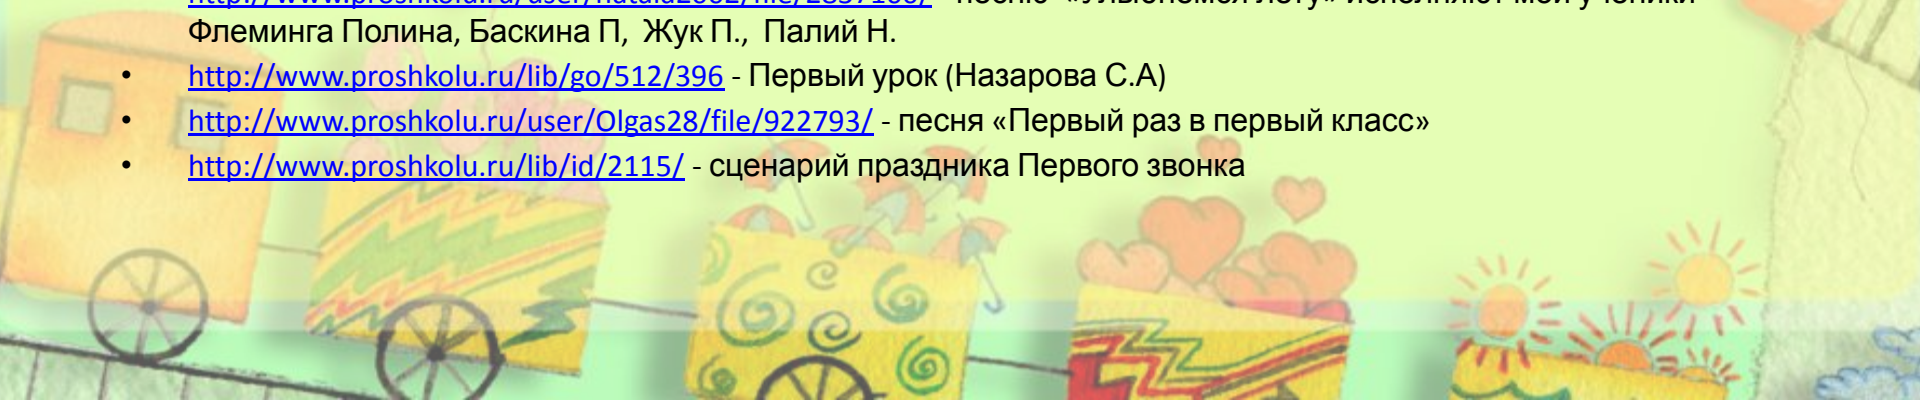 Флеминга Полина, Баскина П, Жук П., Палий Н.
• http://www.proshkolu.ru/lib/go/512/396 - Первый урок (Назарова С.А)
• http://www.proshkolu.ru/user/Olgas28/file/922793/ - песня «Первый раз в первый класс»
• http://www.proshkolu.ru/lib/id/2115/ - сценарий праздника Первого звонка